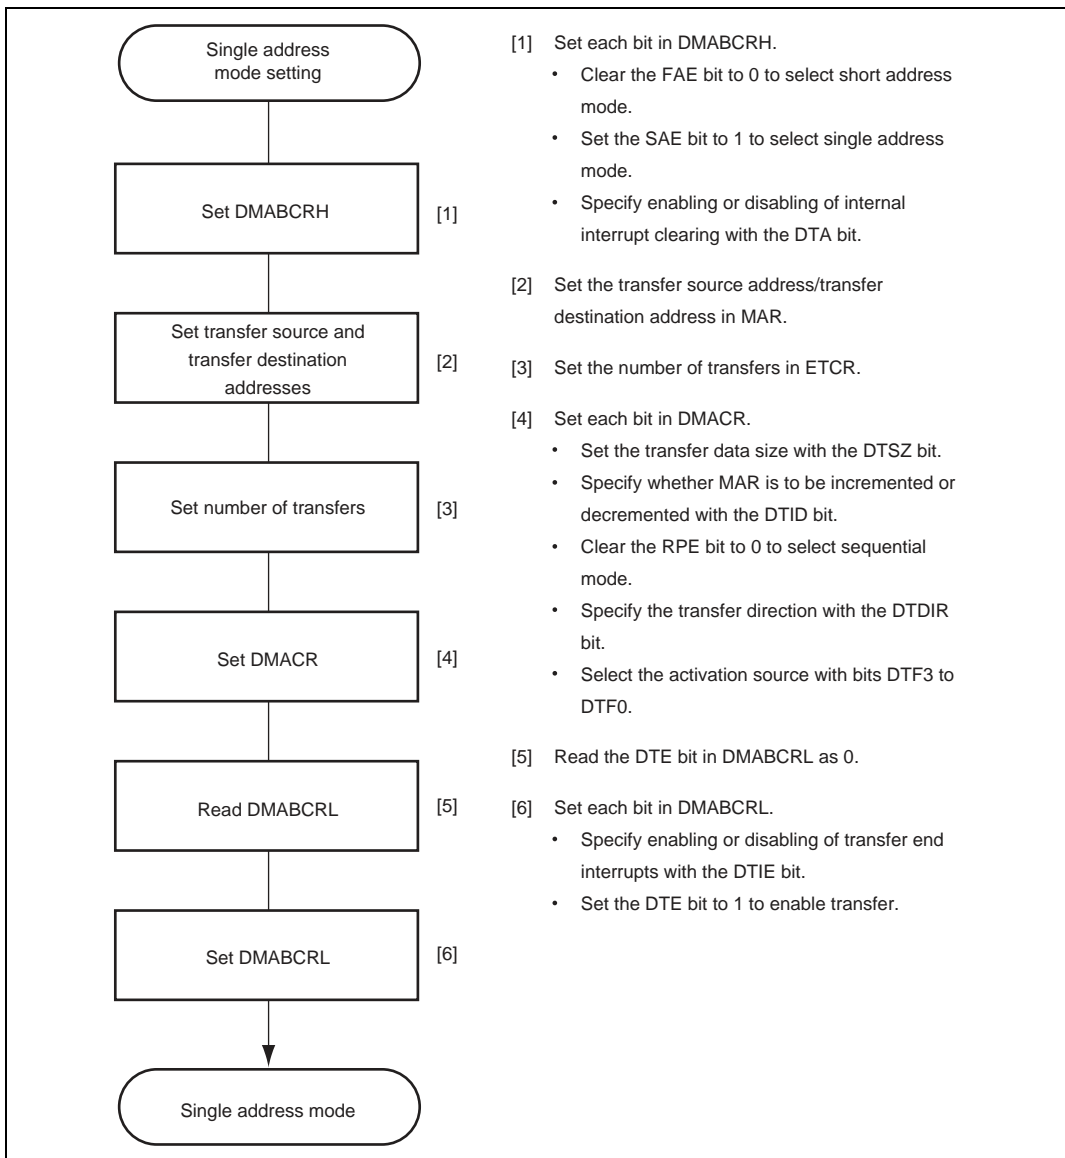 Single address
mode setting
Set DMABCRH
[1]
Set transfer source and
transfer destination
addresses
[2]
Set number of transfers
[3]
Set DMACR
[4]
Read DMABCRL
[5]
Set DMABCRL
[6]
Single address mode
[1] Set each bit in DMABCRH.
• Clear the FAE bit to 0 to select short address
mode.
• Set the SAE bit to 1 to select single address
mode.
• Specify enabling or disabling of internal
interrupt clearing with the DTA bit.
[2] Set the transfer source address/transfer
destination address in MAR.
[3] Set the number of transfers in ETCR.
[4] Set each bit in DMACR.
• Set the transfer data size with the DTSZ bit.
• Specify whether MAR is to be incremented or
decremented with the DTID bit.
• Clear the RPE bit to 0 to select sequential
mode.
• Specify the transfer direction with the DTDIR
bit.
• Select the activation source with bits DTF3 to
DTF0.
[5] Read the DTE bit in DMABCRL as 0.
[6] Set each bit in DMABCRL.
• Specify enabling or disabling of transfer end
interrupts with the DTIE bit.
• Set the DTE bit to 1 to enable transfer.